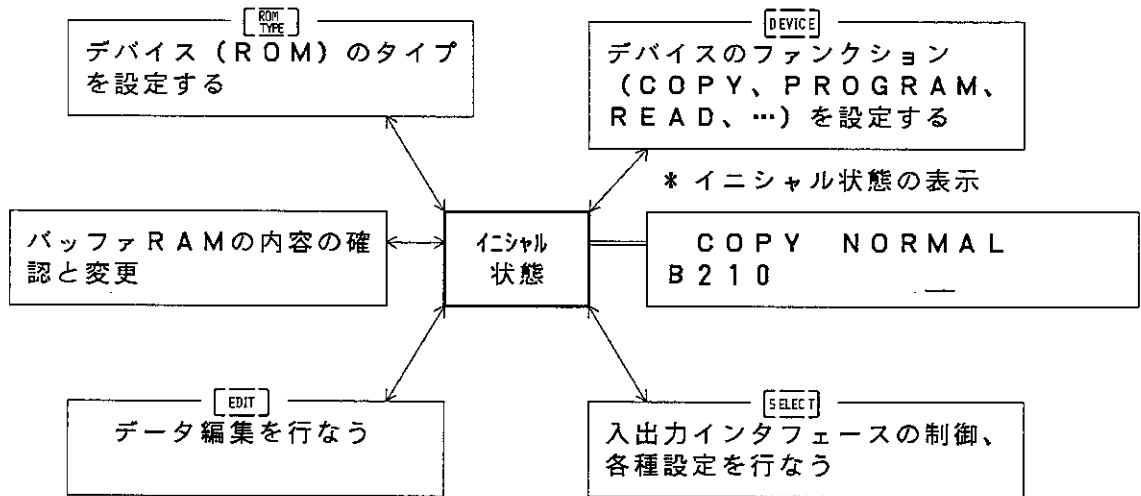 ROM
TYPE
デバイス(ROM)のタイプ
を設定する
DEVICE
デバイスのファンクション
(COPY、PROGRAM、
READ、…)を設定する
* イニシャル状態の表示
バッファRAMの内容の確
認と変更
イニシャル
状態
COPY NORMAL
B210 __
EDIT
データ編集を行なう
SELECT
入出力インタフェースの制御、
各種設定を行なう